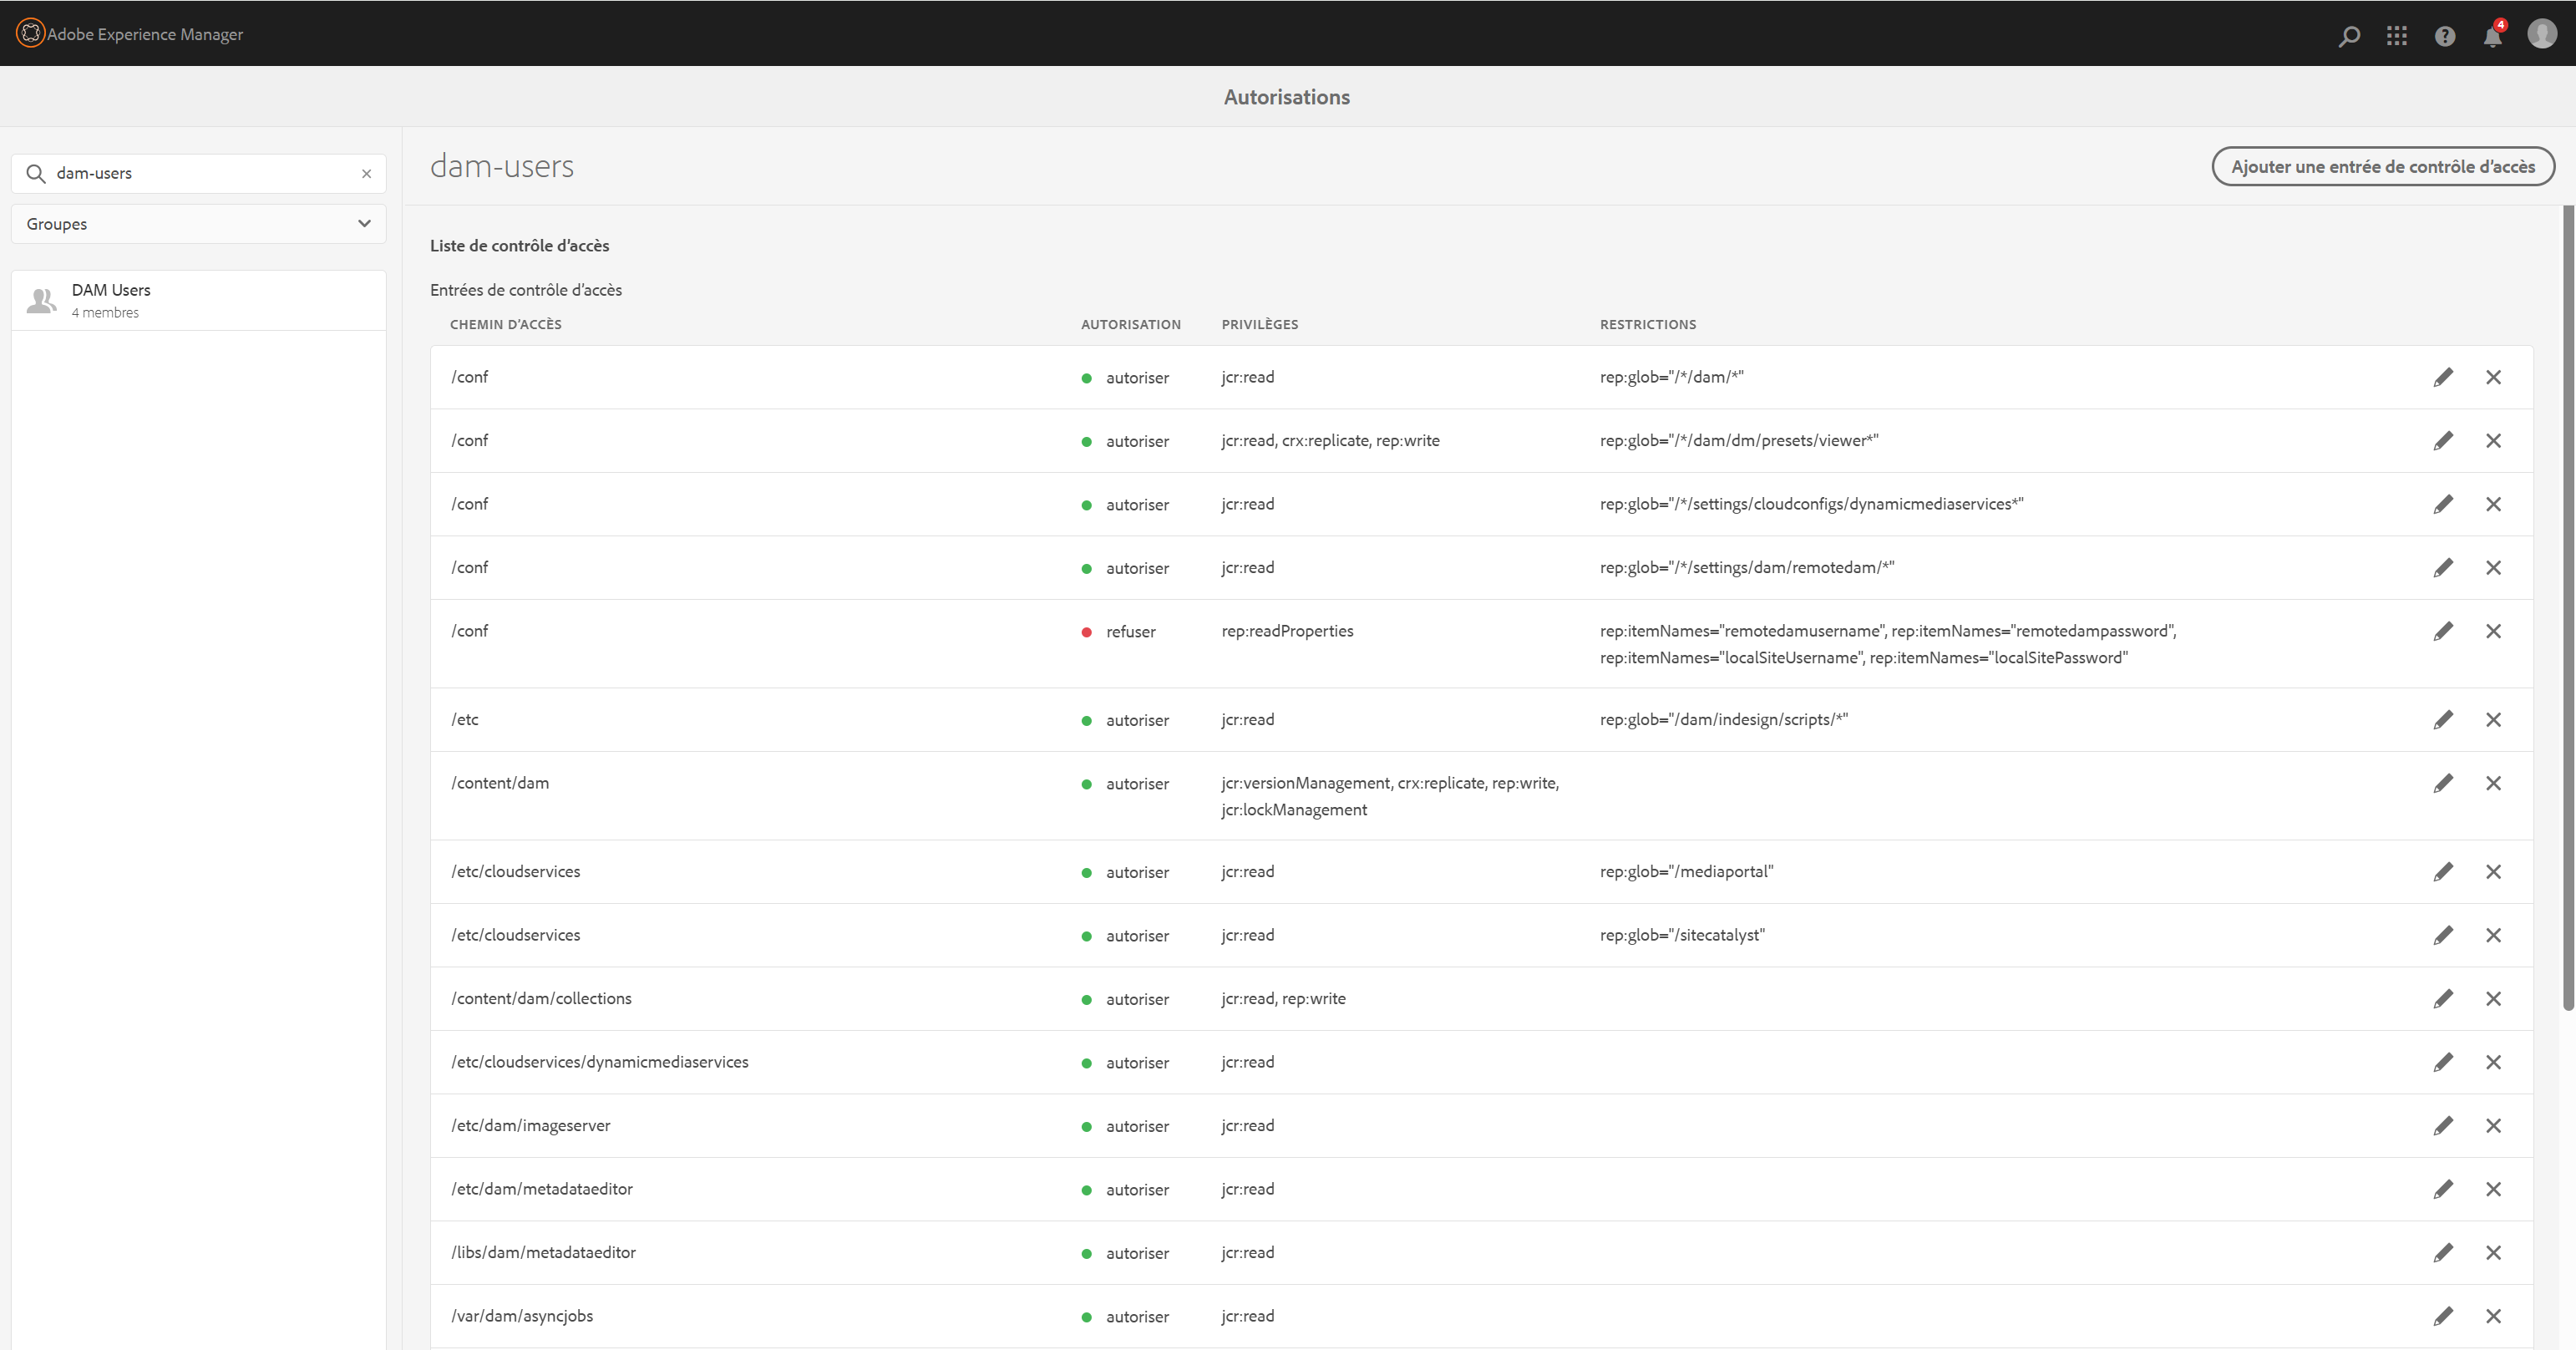 Adobe Experience Manager
4
Autorisations
dam-users
Groupes
DAM Users
4 membres
dam-users
Ajouter une entrée de contrôle d’accès
Liste de contrôle d’accès
Entrées de contrôle d’accès
CHEMIN D’ACCÈS AUTORISATION PRIVILÈGES RESTRICTIONS
/conf autoriser jcr:read rep:glob="/*/dam/*"
/conf autoriser jcr:read, crx:replicate, rep:write rep:glob="/*/dam/dm/presets/viewer*"
/conf autoriser jcr:read rep:glob="/*/settings/cloudconfigs/dynamicmediaservices*"
/conf autoriser jcr:read rep:glob="/*/settings/dam/remotedam/*"
/conf refuser rep:readProperties rep:itemNames="remotedamusername", rep:itemNames="remotedampassword",
rep:itemNames="localSiteUsername", rep:itemNames="localSitePassword"
/etc autoriser jcr:read rep:glob="/dam/indesign/scripts/*"
/content/dam autoriser jcr:versionManagement, crx:replicate, rep:write,
jcr:lockManagement
/etc/cloudservices autoriser jcr:read rep:glob="/mediaportal"
/etc/cloudservices autoriser jcr:read rep:glob="/sitecatalyst"
/content/dam/collections autoriser jcr:read, rep:write
/etc/cloudservices/dynamicmediaservices autoriser jcr:read
/etc/dam/imageserver autoriser jcr:read
/etc/dam/metadataeditor autoriser jcr:read
/libs/dam/metadataeditor autoriser jcr:read
/var/dam/asyncjobs autoriser jcr:read